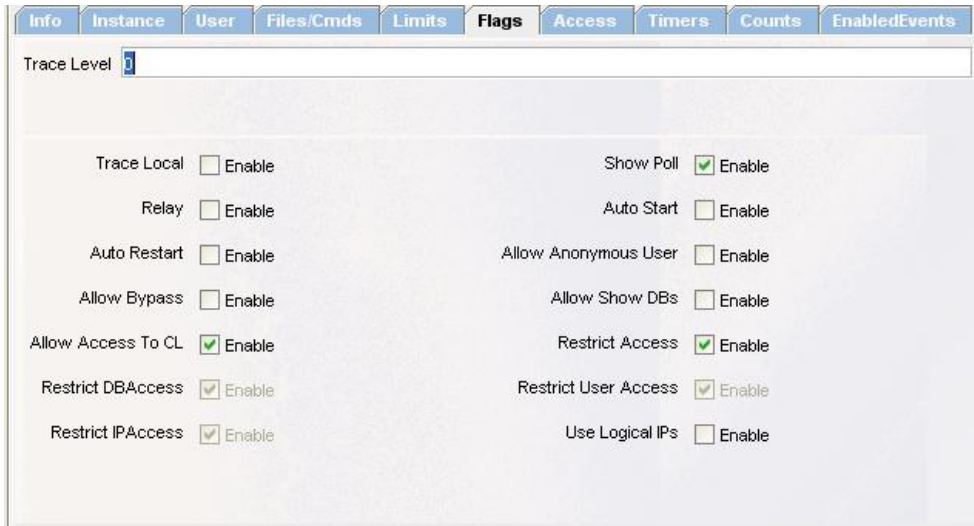 Info Instance User Files/Cmds Limits Flags Access Timers Counts EnabledEvents
Trace Level 0
Trace Local Enable Show Poll Enable
Relay Enable Auto Start Enable
Auto Restart Enable Allow Anonymous User Enable
Allow Bypass Enable Allow Show DBs Enable
Allow Access To CL Enable Restrict Access Enable
Restrict DBAccess Enable Restrict User Access Enable
Restrict IPAccess Enable Use Logical IPs Enable